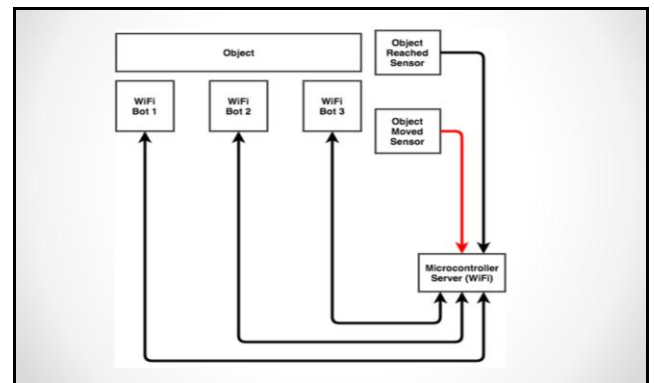 Object
Object
Reached
Sensor
WiFi
Bot 1
WiFi
Bot 2
WiFi
Bot 3
Object
Moved
Sensor
Microcontroller
Server (WiFi)